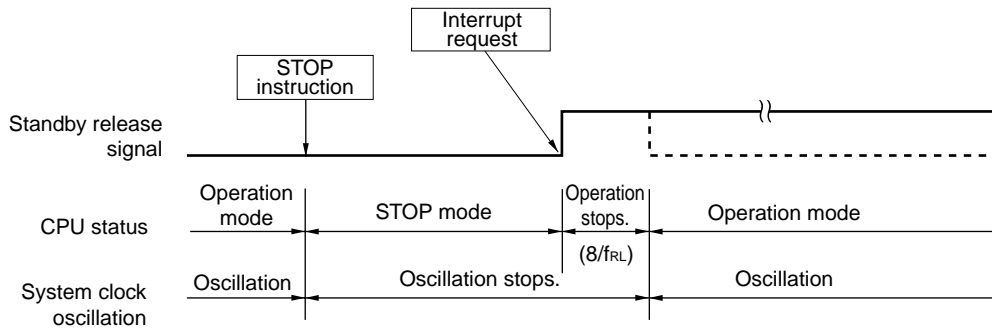 Interrupt
request
STOP
instruction
Standby release
signal
Operation
mode
STOP mode
Operation
stops.
(8/fRL)
Operation mode
CPU status
Oscillation
Oscillation stops.
Oscillation
System clock
oscillation